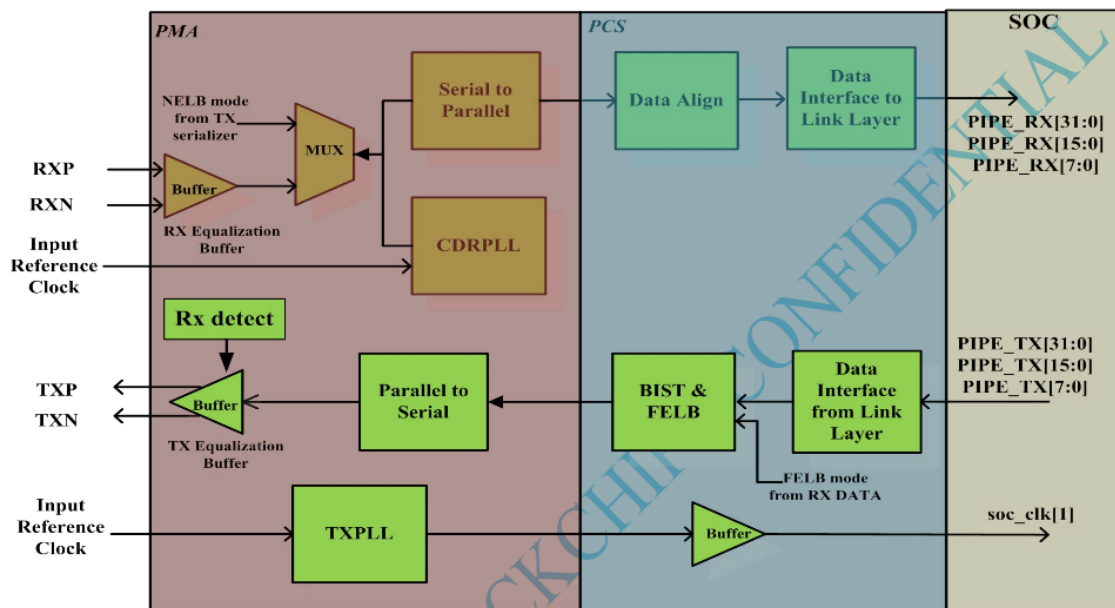 PMA
PCS
SOC
NELB mode
from TX
serializer
MUX
Serial to
Parallel
Data Align
Data
Interface to
Link Layer
PIPE_RX[31:0]
PIPE_RX[15:0]
PIPE_RX[7:0]
RXP
RXN
Buffer
RX Equalization
Buffer
Input
Reference
Clock
CDRPLL
Rx detect
TXP
TXN
Buffer
TX Equalization
Buffer
Parallel to
Serial
BIST &
FELB
Data
Interface
from Link
Layer
PIPE_TX[31:0]
PIPE_TX[15:0]
PIPE_TX[7:0]
FELB mode
from RX DATA
Input
Reference
Clock
TXPLL
Buffer
soc_clk[1]
CKCHIP CONFIDENTIAL